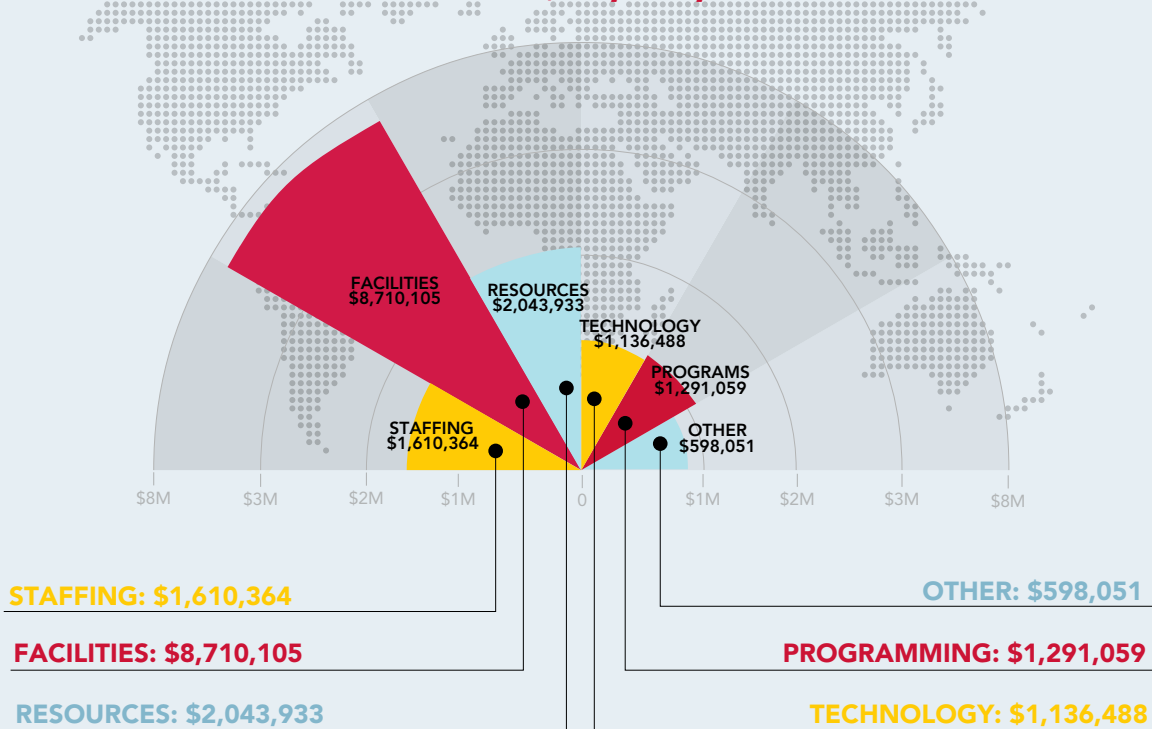 FACILITIES
$8,710,105
RESOURCES
$2,043,933
TECHNOLOGY
$1,136,488
PROGRAMS
$1,291,059
STAFFING
$1,610,364
OTHER
$598,051
$8M
$3M
$2M
$1M
0
$1M
$2M
$3M
$8M
STAFFING: $1,610,364
OTHER: $598,051
FACILITIES: $8,710,105
PROGRAMMING: $1,291,059
RESOURCES: $2,043,933
TECHNOLOGY: $1,136,488